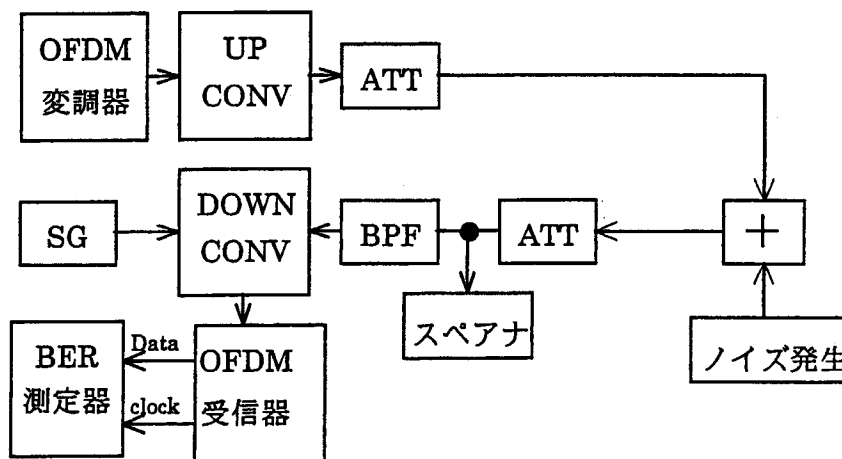 OFDM
変調器
UP
CONV
ATT
SG
DOWN
CONV
BPF
ATT
+
スペアナ
ノイズ発生
BER
測定器
Data
clock
OFDM
受信器